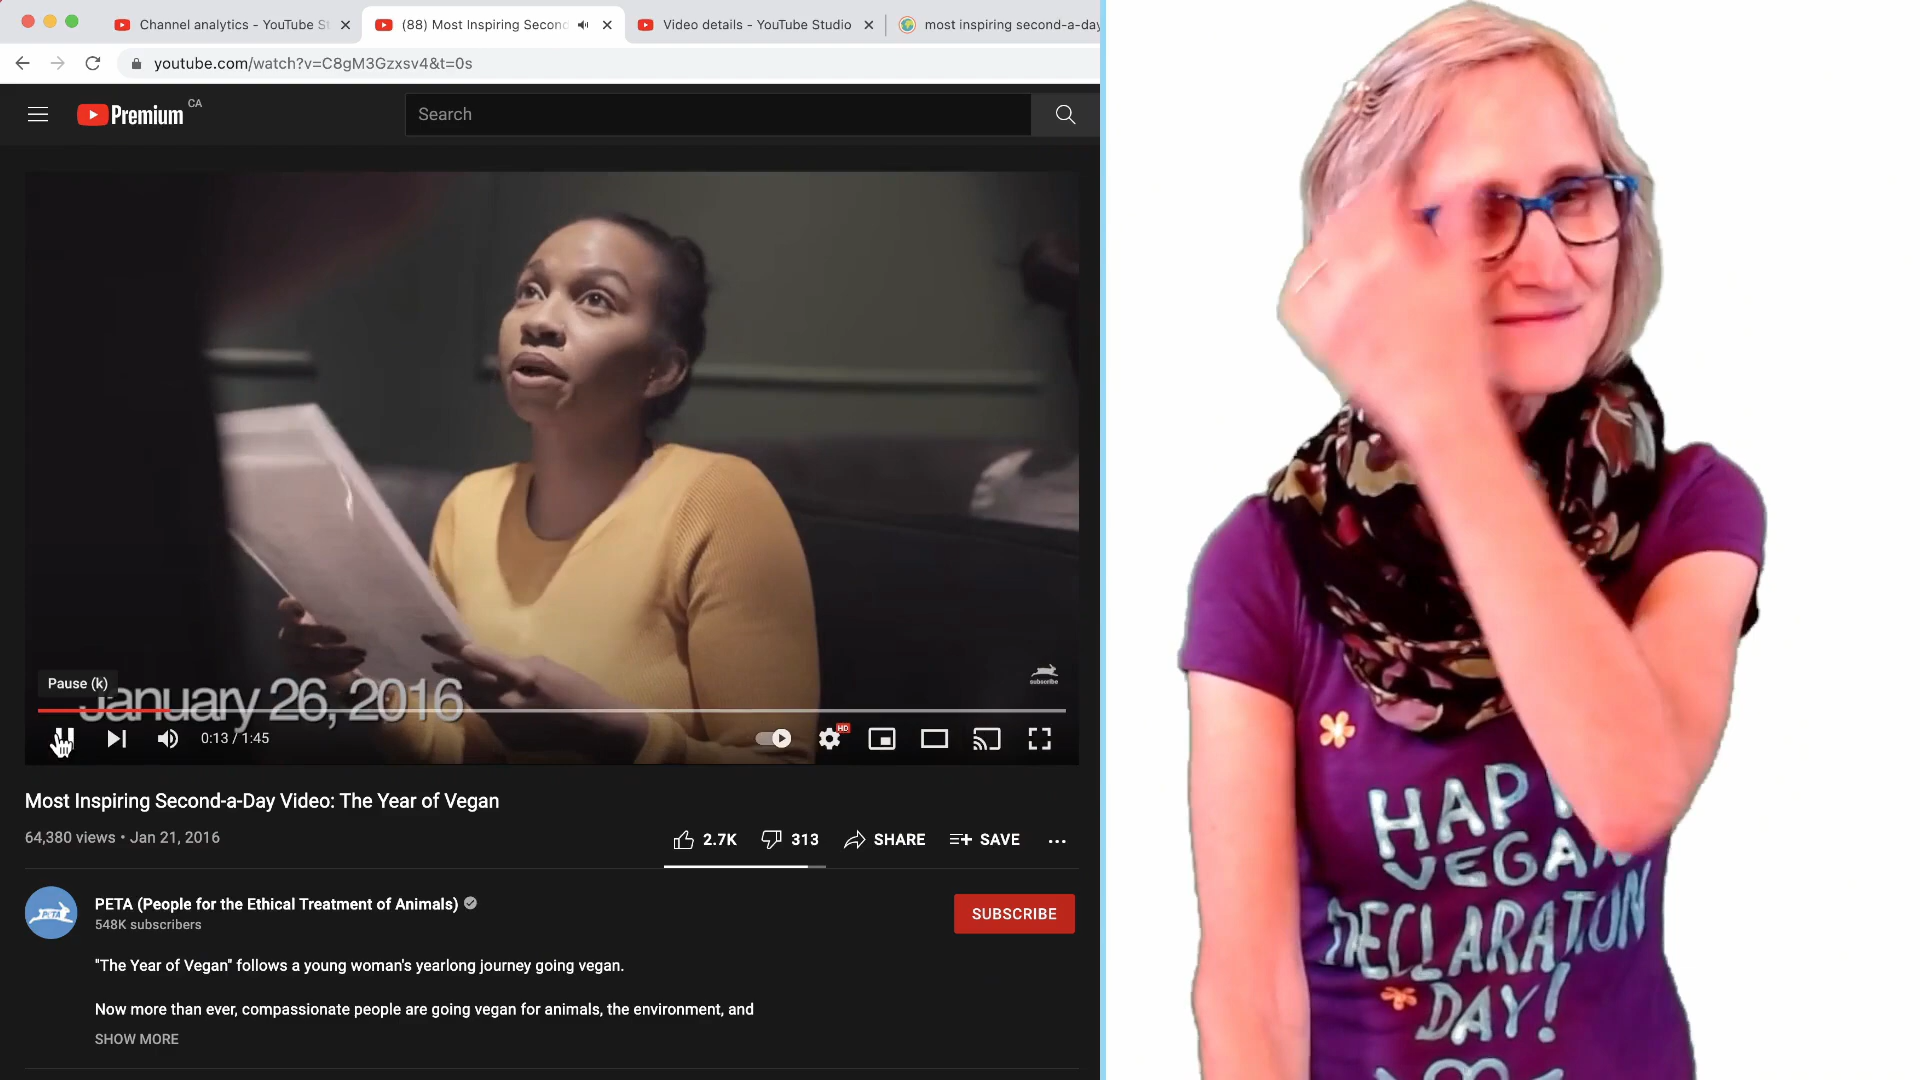 Channel analytics - YouTube St
(88) Most Inspiring Second
Video details - YouTube Studio
most inspiring second-a-day
youtube.com/watch?v=C8gM3Gzxsv4&t=0s
Premium CA
Search
subscribe
Pause (k)
January 26, 2016
0:13 / 1:45
HD
Most Inspiring Second-a-Day Video: The Year of Vegan
64,380 views • Jan 21, 2016
2.7K
313
SHARE
SAVE
PETA
PETA (People for the Ethical Treatment of Animals)
548K subscribers
SUBSCRIBE
"The Year of Vegan" follows a young woman's yearlong journey going vegan.
Now more than ever, compassionate people are going vegan for animals, the environment, and
SHOW MORE
HAP
VEGAN
DECLARATION
DAY!